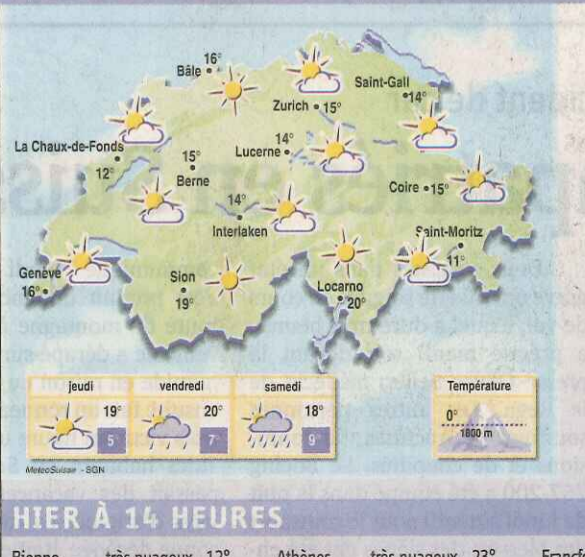 Bâle 16°
Saint-Gall
14°
Zurich 15°
La Chaux-de-Fonds
12°
14°
Lucerne
15°
Berne
Coire 15°
14°
Interlaken
Saint-Moritz
11°
Genève
16°
Sion
19°
Locarno
20°
jeudi vendredi samedi
19° 20° 18°
5 7° 9°
Température
0°
1800 m
MeteoSuisse - SGN
HIER À 14 HEURES
Bienne très nuageux 12° Athènes très nuageux 23°